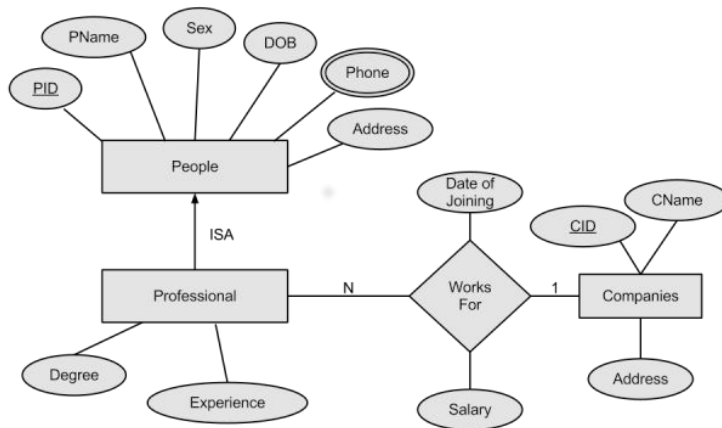 Sex
PName
DOB
Phone
PID
Address
People
Date of
Joining
CName
CID
ISA
Professional
N
Works
For
1
Companies
Degree
Experience
Address
Salary